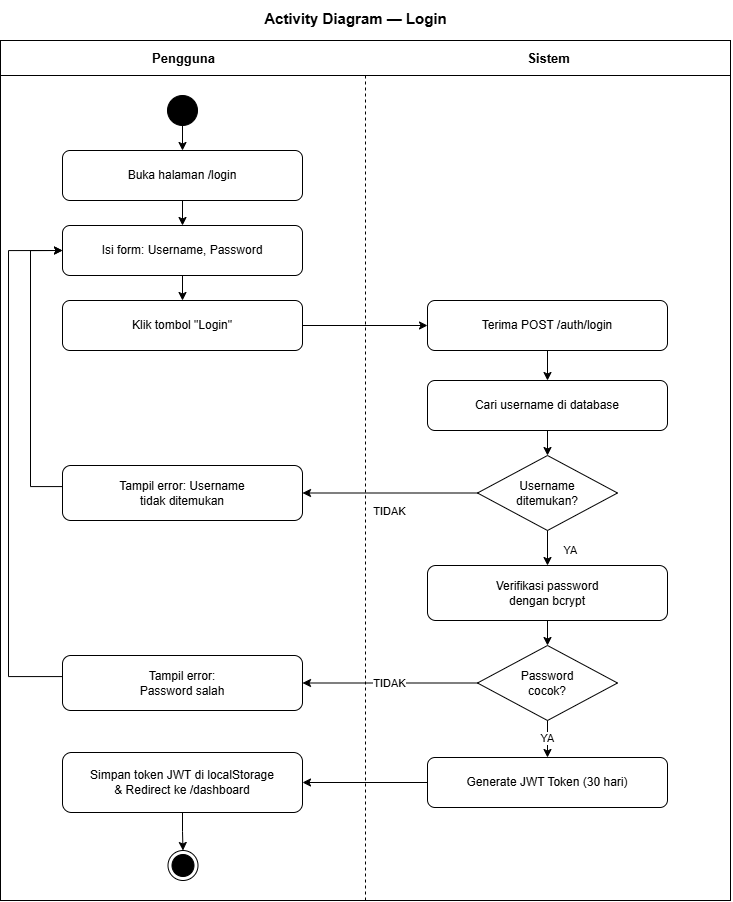 Activity Diagram — Login
Pengguna
Sistem
Buka halaman /login
Isi form: Username, Password
Klik tombol "Login"
Terima POST /auth/login
Cari username di database
Username
ditemukan?
TIDAK
Tampil error: Username
tidak ditemukan
YA
Verifikasi password
dengan bcrypt
Password
cocok?
TIDAK
Tampil error:
Password salah
YA
Generate JWT Token (30 hari)
Simpan token JWT di localStorage
& Redirect ke /dashboard